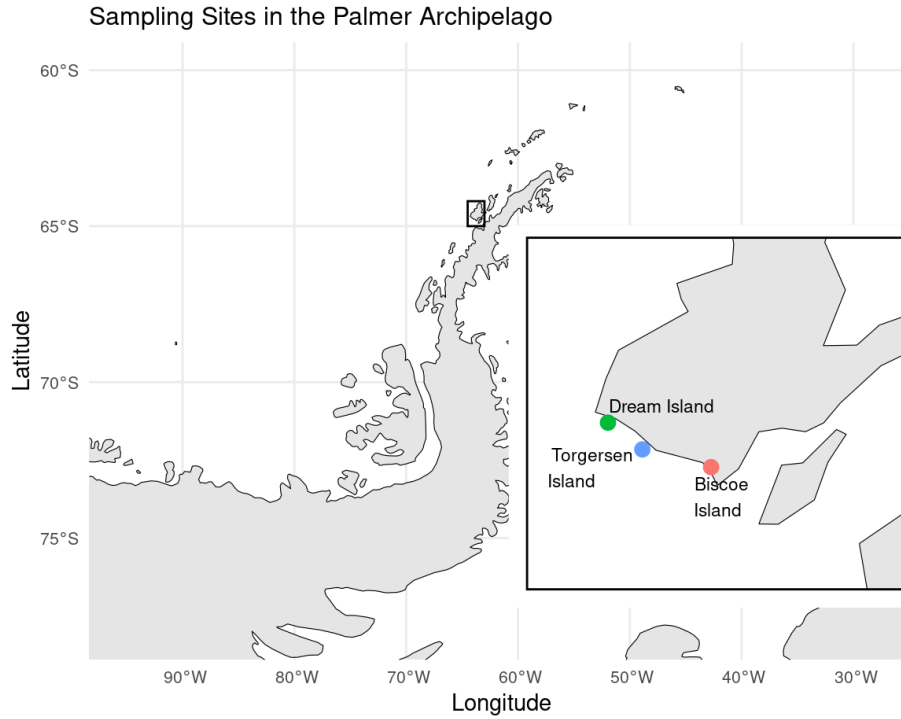 Sampling Sites in the Palmer Archipelago
60°S
65°S
70°S
75°S
Latitude
Dream Island
Torgersen
Island
Biscoe
Island
90°W
80°W
70°W
60°W
50°W
40°W
30°W
Longitude